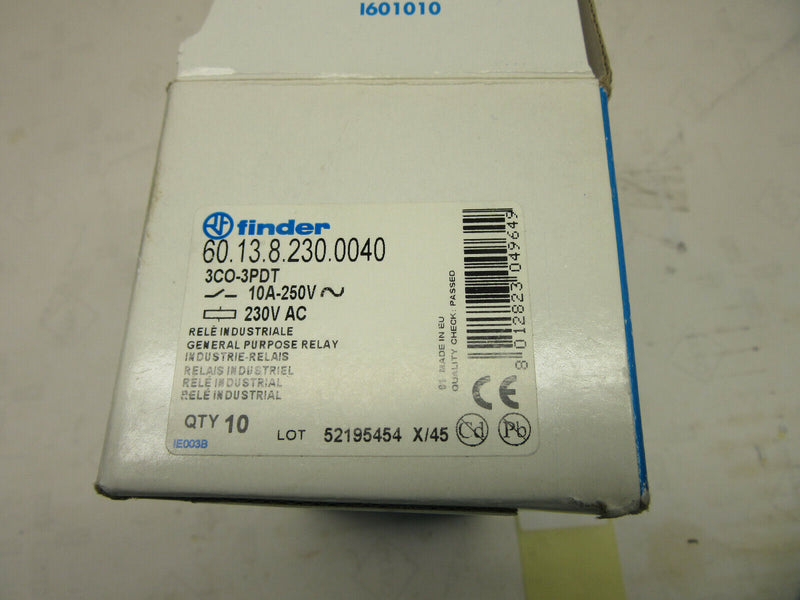 I601010
finder
60.13.8.230.0040
3CO-3PDT
10A-250V
230V AC
RELÈ INDUSTRIALE
GENERAL PURPOSE RELAY
INDUSTRIE-RELAIS
RELAIS INDUSTRIEL
RELÉ INDUSTRIAL
RELÉ INDUSTRIAL
QTY 10
LOT 52195454 X/45
Cd Pb
IE003B
MADE IN EU
QUALITY CHECK: PASSED
8 012823 049649
CE